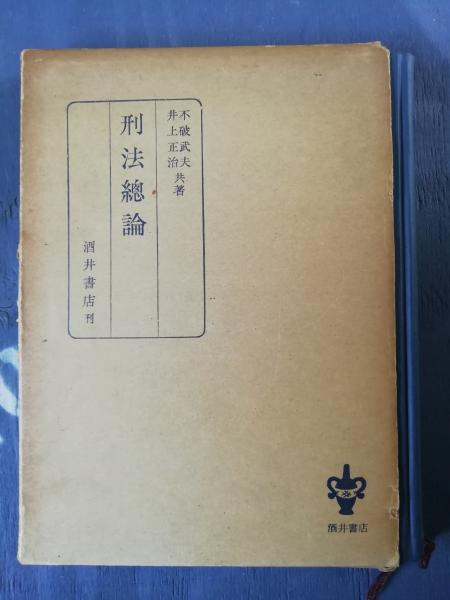 不破武夫
井上正治 共著
刑法總論
酒井書店 刊
酒井書店